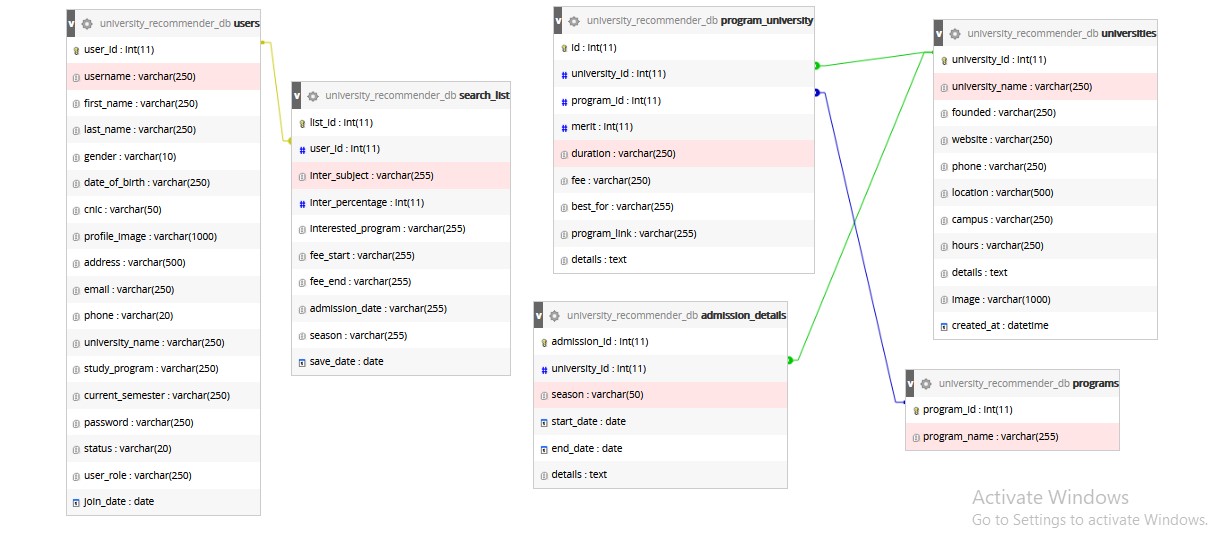 v university_recommender_db users
user_id : int(11)
username : varchar(250)
first_name : varchar(250)
last_name : varchar(250)
gender : varchar(10)
date_of_birth : varchar(250)
cnic : varchar(50)
profile_image : varchar(1000)
address : varchar(500)
email : varchar(250)
phone : varchar(20)
university_name : varchar(250)
study_program : varchar(250)
current_semester : varchar(250)
password : varchar(250)
status : varchar(20)
user_role : varchar(250)
join_date : date
v university_recommender_db search_list
list_id : int(11)
# user_id : int(11)
inter_subject : varchar(255)
# inter_percentage : int(11)
interested_program : varchar(255)
fee_start : varchar(255)
fee_end : varchar(255)
admission_date : varchar(255)
season : varchar(255)
save_date : date
v university_recommender_db program_university
id : int(11)
# university_id : int(11)
# program_id : int(11)
# merit : int(11)
duration : varchar(250)
fee : varchar(250)
best_for : varchar(255)
program_link : varchar(255)
details : text
v university_recommender_db admission_details
admission_id : int(11)
# university_id : int(11)
season : varchar(50)
start_date : date
end_date : date
details : text
v university_recommender_db universities
university_id : int(11)
university_name : varchar(250)
founded : varchar(250)
website : varchar(250)
phone : varchar(250)
location : varchar(500)
campus : varchar(250)
hours : varchar(250)
details : text
image : varchar(1000)
created_at : datetime
v university_recommender_db programs
program_id : int(11)
program_name : varchar(255)
Activate Windows
Go to Settings to activate Windows.